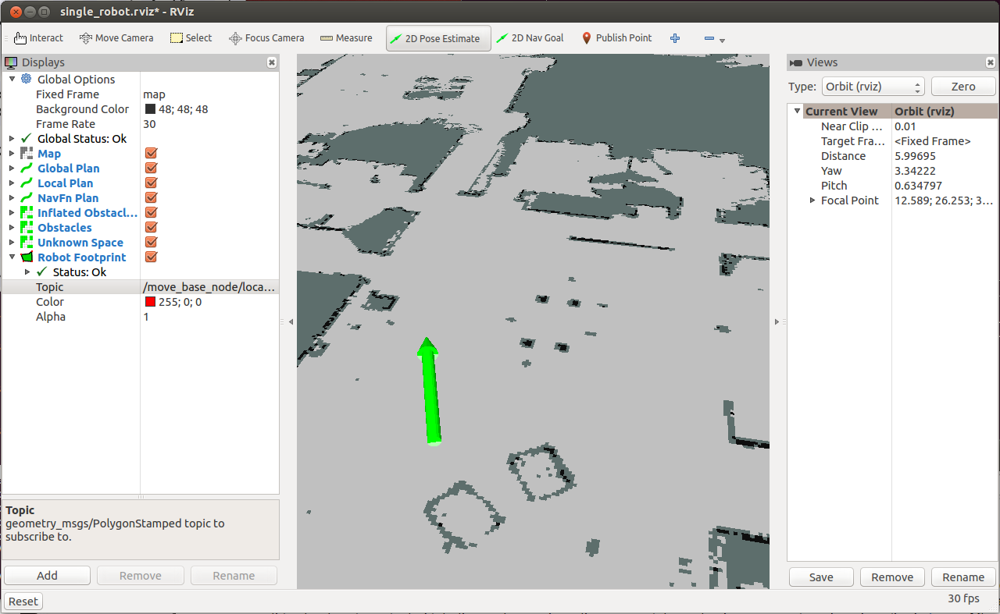 single_robot.rviz* - RViz
Interact Move Camera Select Focus Camera Measure 2D Pose Estimate 2D Nav Goal Publish Point
Displays
Global Options
Fixed Frame map
Background Color 48; 48; 48
Frame Rate 30
Global Status: Ok
Map
Global Plan
Local Plan
NavFn Plan
Inflated Obstacl...
Obstacles
Unknown Space
Robot Footprint
Status: Ok
Topic /move_base_node/loca...
Color 255; 0; 0
Alpha 1
Topic
geometry_msgs/PolygonStamped topic to
subscribe to.
Add Remove Rename
Reset
Views
Type: Orbit (rviz) Zero
Current View Orbit (rviz)
Near Clip ... 0.01
Target Fra... <Fixed Frame>
Distance 5.99695
Yaw 3.34222
Pitch 0.634797
Focal Point 12.589; 26.253; 3...
Save Remove Rename
30 fps